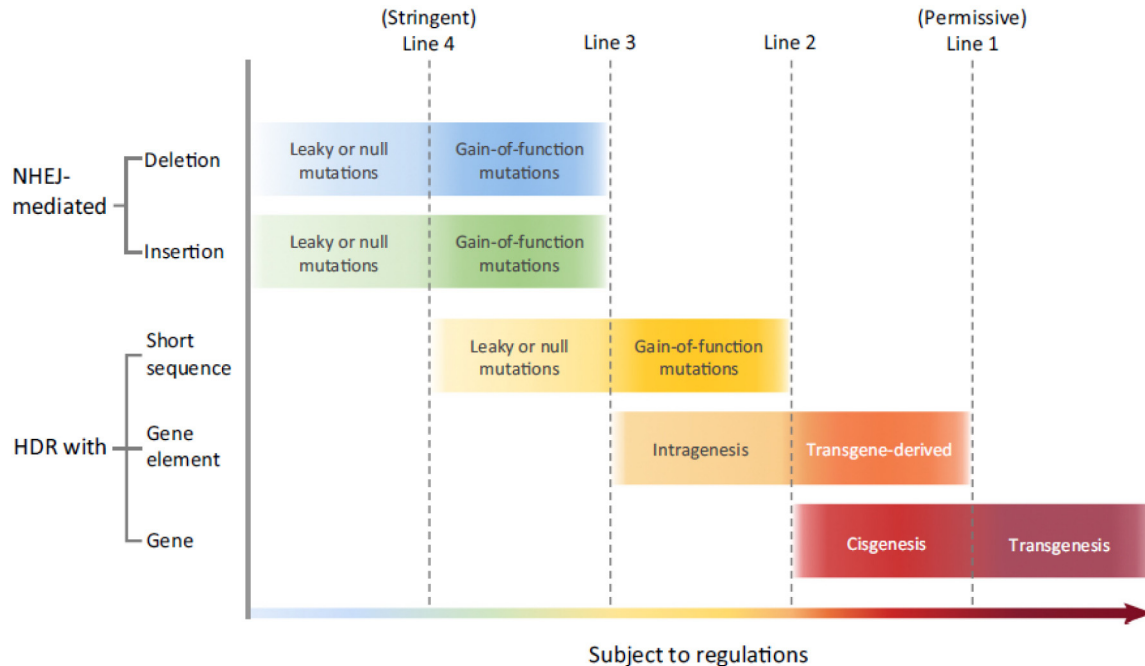 (Stringent)
Line 4
Line 3
Line 2
(Permissive)
Line 1
NHEJ-
mediated
Deletion
Leaky or null
mutations
Gain-of-function
mutations
Insertion
Leaky or null
mutations
Gain-of-function
mutations
HDR with
Short
sequence
Leaky or null
mutations
Gain-of-function
mutations
Gene
element
Intragenesis
Transgene-derived
Gene
Cisgenesis
Transgenesis
Subject to regulations